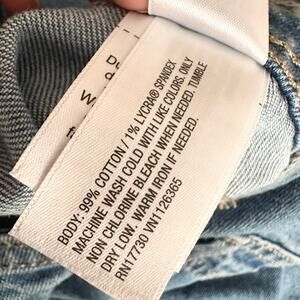 BODY: 99% COTTON/ 1% LYCRA® SPANDEX
MACHINE WASH COLD WITH LIKE COLORS. ONLY
NON CHLORINE BLEACH WHEN NEEDED. TUMBLE
DRY LOW. WARM IRON IF NEEDED.
RN17730 VN1126365